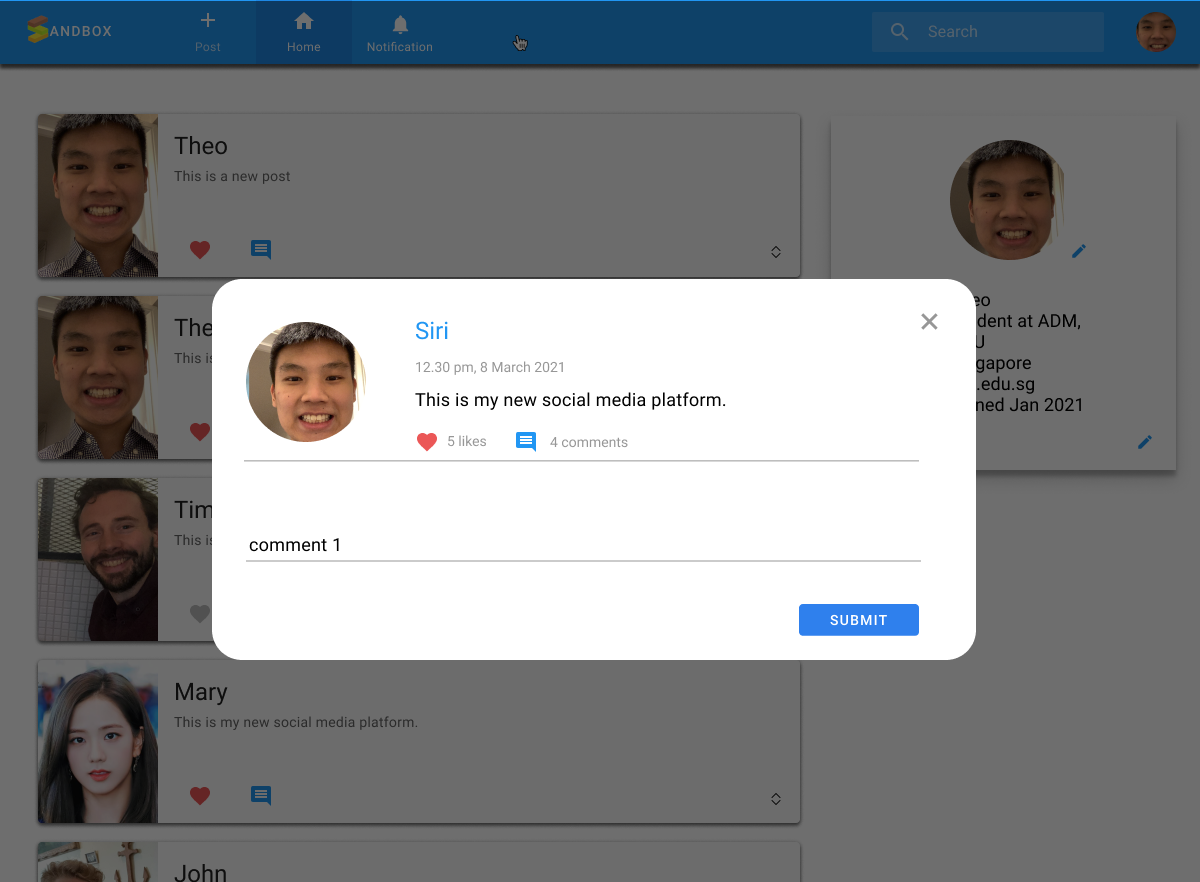 SANDBOX
Post
Home
Notification
Search
Theo
This is a new post
The
This is
Tim
This is
Mary
This is my new social media platform.
John
eo
dent at ADM,
U
gapore
.edu.sg
ned Jan 2021
Siri
12.30 pm, 8 March 2021
This is my new social media platform.
5 likes
4 comments
comment 1
SUBMIT